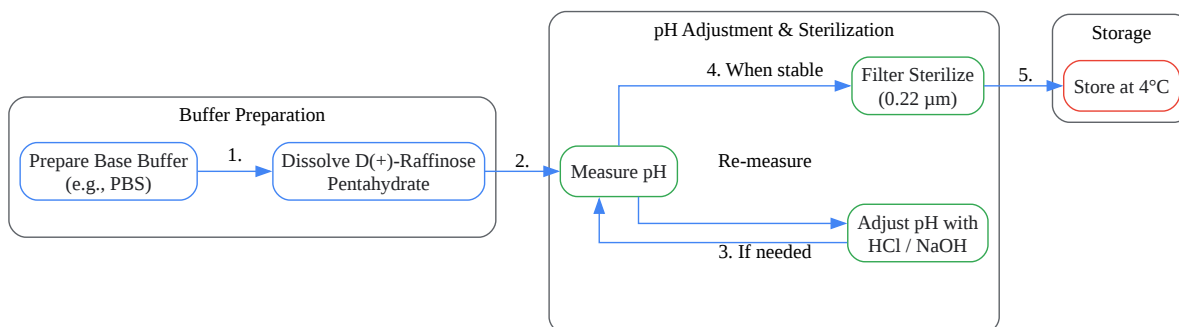 Buffer Preparation
Prepare Base Buffer
(e.g., PBS)
1.
Dissolve D(+)-Raffinose
Pentahydrate
2.
pH Adjustment & Sterilization
Measure pH
4. When stable
Filter Sterilize
(0.22 µm)
Re-measure
Adjust pH with
HCl / NaOH
3. If needed
5.
Storage
Store at 4°C